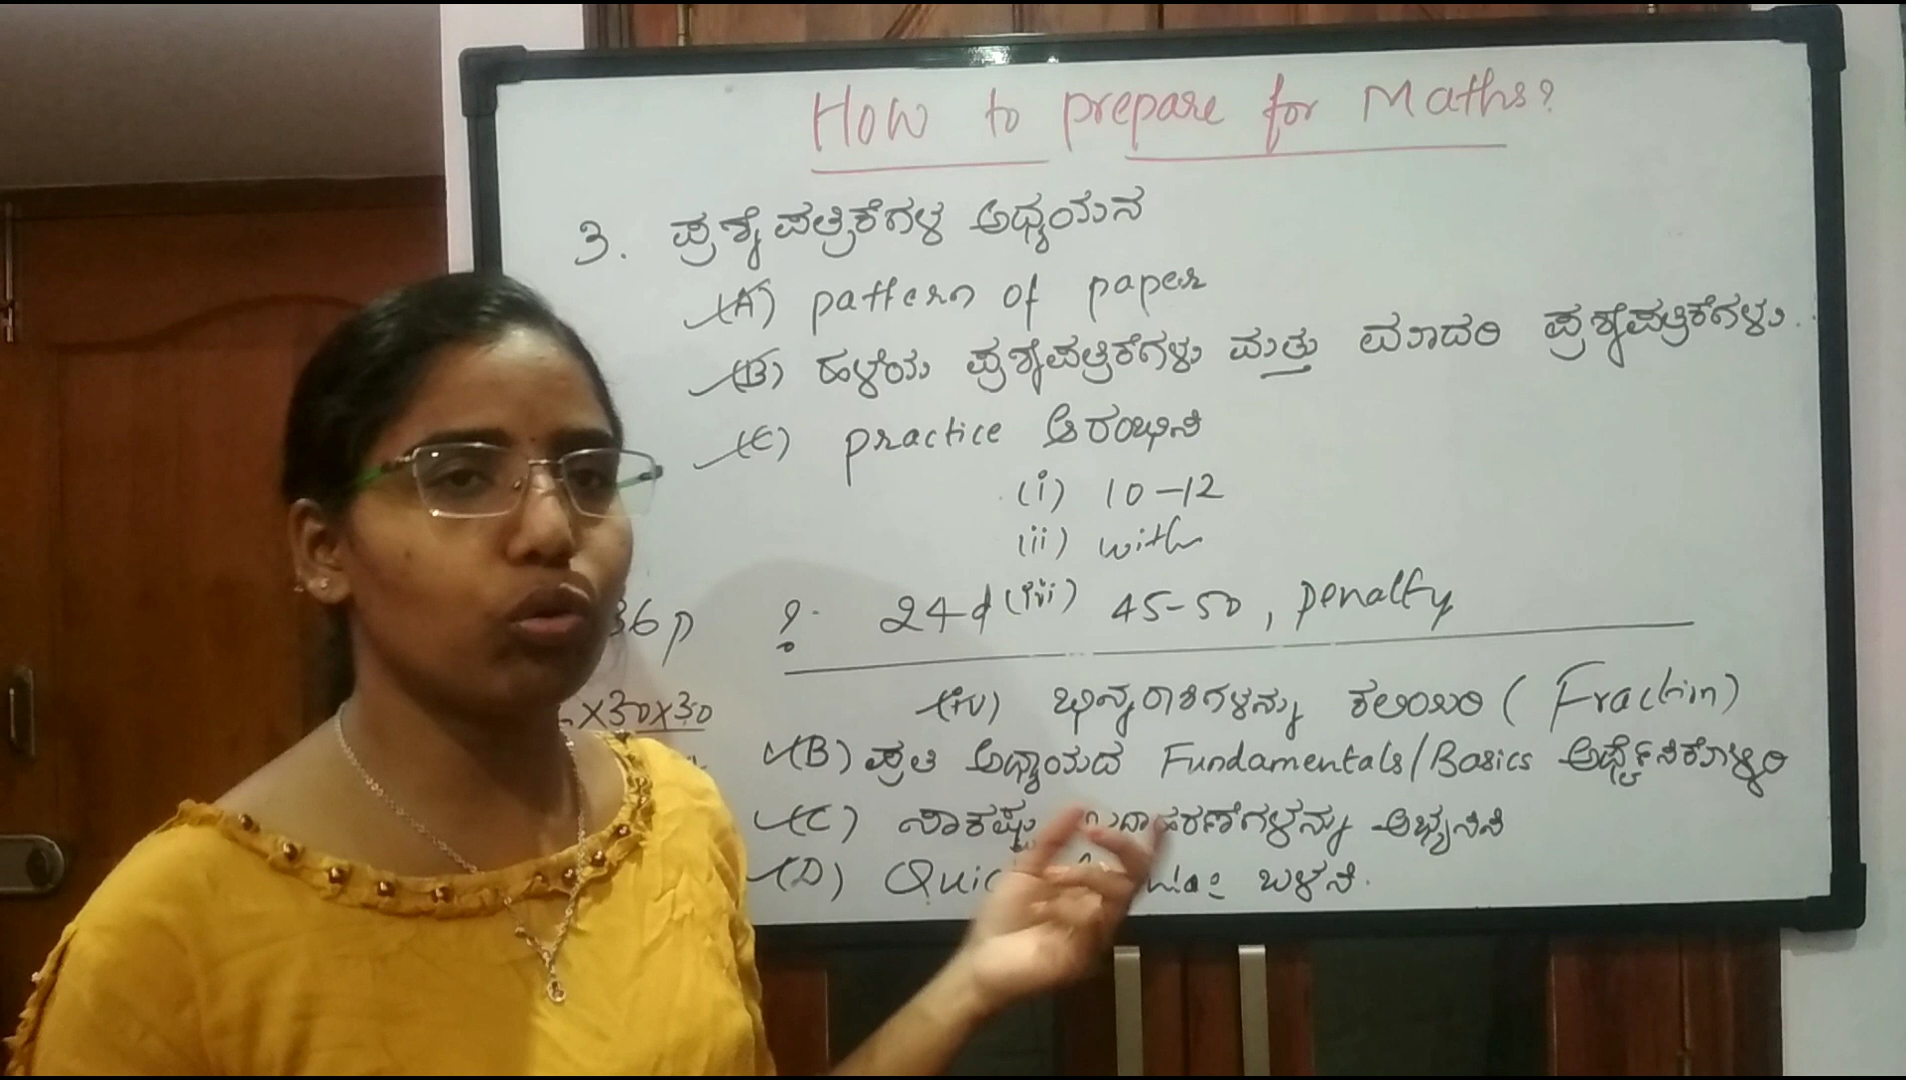 How to prepare for Maths?
3. ಪ್ರಶ್ನೆಪತ್ರಿಕೆಗಳ ಅಧ್ಯಯನ
(A) pattern of paper
(B) ಹಳೆಯ ಪ್ರಶ್ನೆಪತ್ರಿಕೆಗಳು ಮತ್ತು ಮಾದರಿ ಪ್ರಶ್ನೆಪತ್ರಿಕೆಗಳು.
(C) practice ಆರಂಭಿಸಿ
(i) 10-12
(ii) with
36p ? 24d (iii) 45-50, penalty
(iv) ಭಿನ್ನರಾಶಿಗಳನ್ನು ಕಲಿಯಿರಿ (Fraction)
x30x30
(B) ಪ್ರತಿ ಅಧ್ಯಾಯದ Fundamentals/Basics ಅರ್ಥೈಸಿಕೊಳ್ಳಿರಿ
(C) ಸಾಕಷ್ಟು ಉದಾಹರಣೆಗಳನ್ನು ಅಭ್ಯಸಿಸಿ
(D) ಬಳಸಿ.